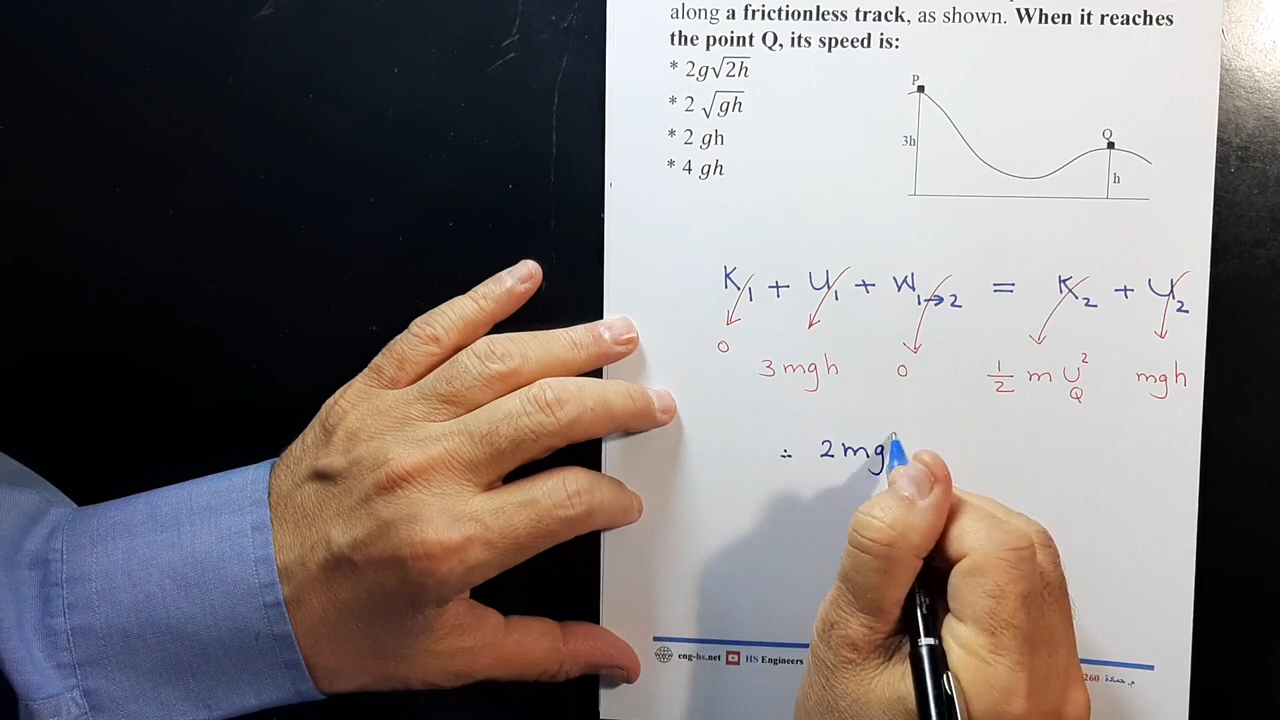 along a frictionless track, as shown. When it reaches
the point Q, its speed is:
* 2g√2h
* 2 √gh
* 2 gh
* 4 gh
P
3h
Q
h
K₁ + U₁ + W₁→₂ = K₂ + U₂
0 3mgh 0 1/2 m U²_Q mgh
∴ 2mg
eng-hs.net HS Engineers
260 م. حمادة